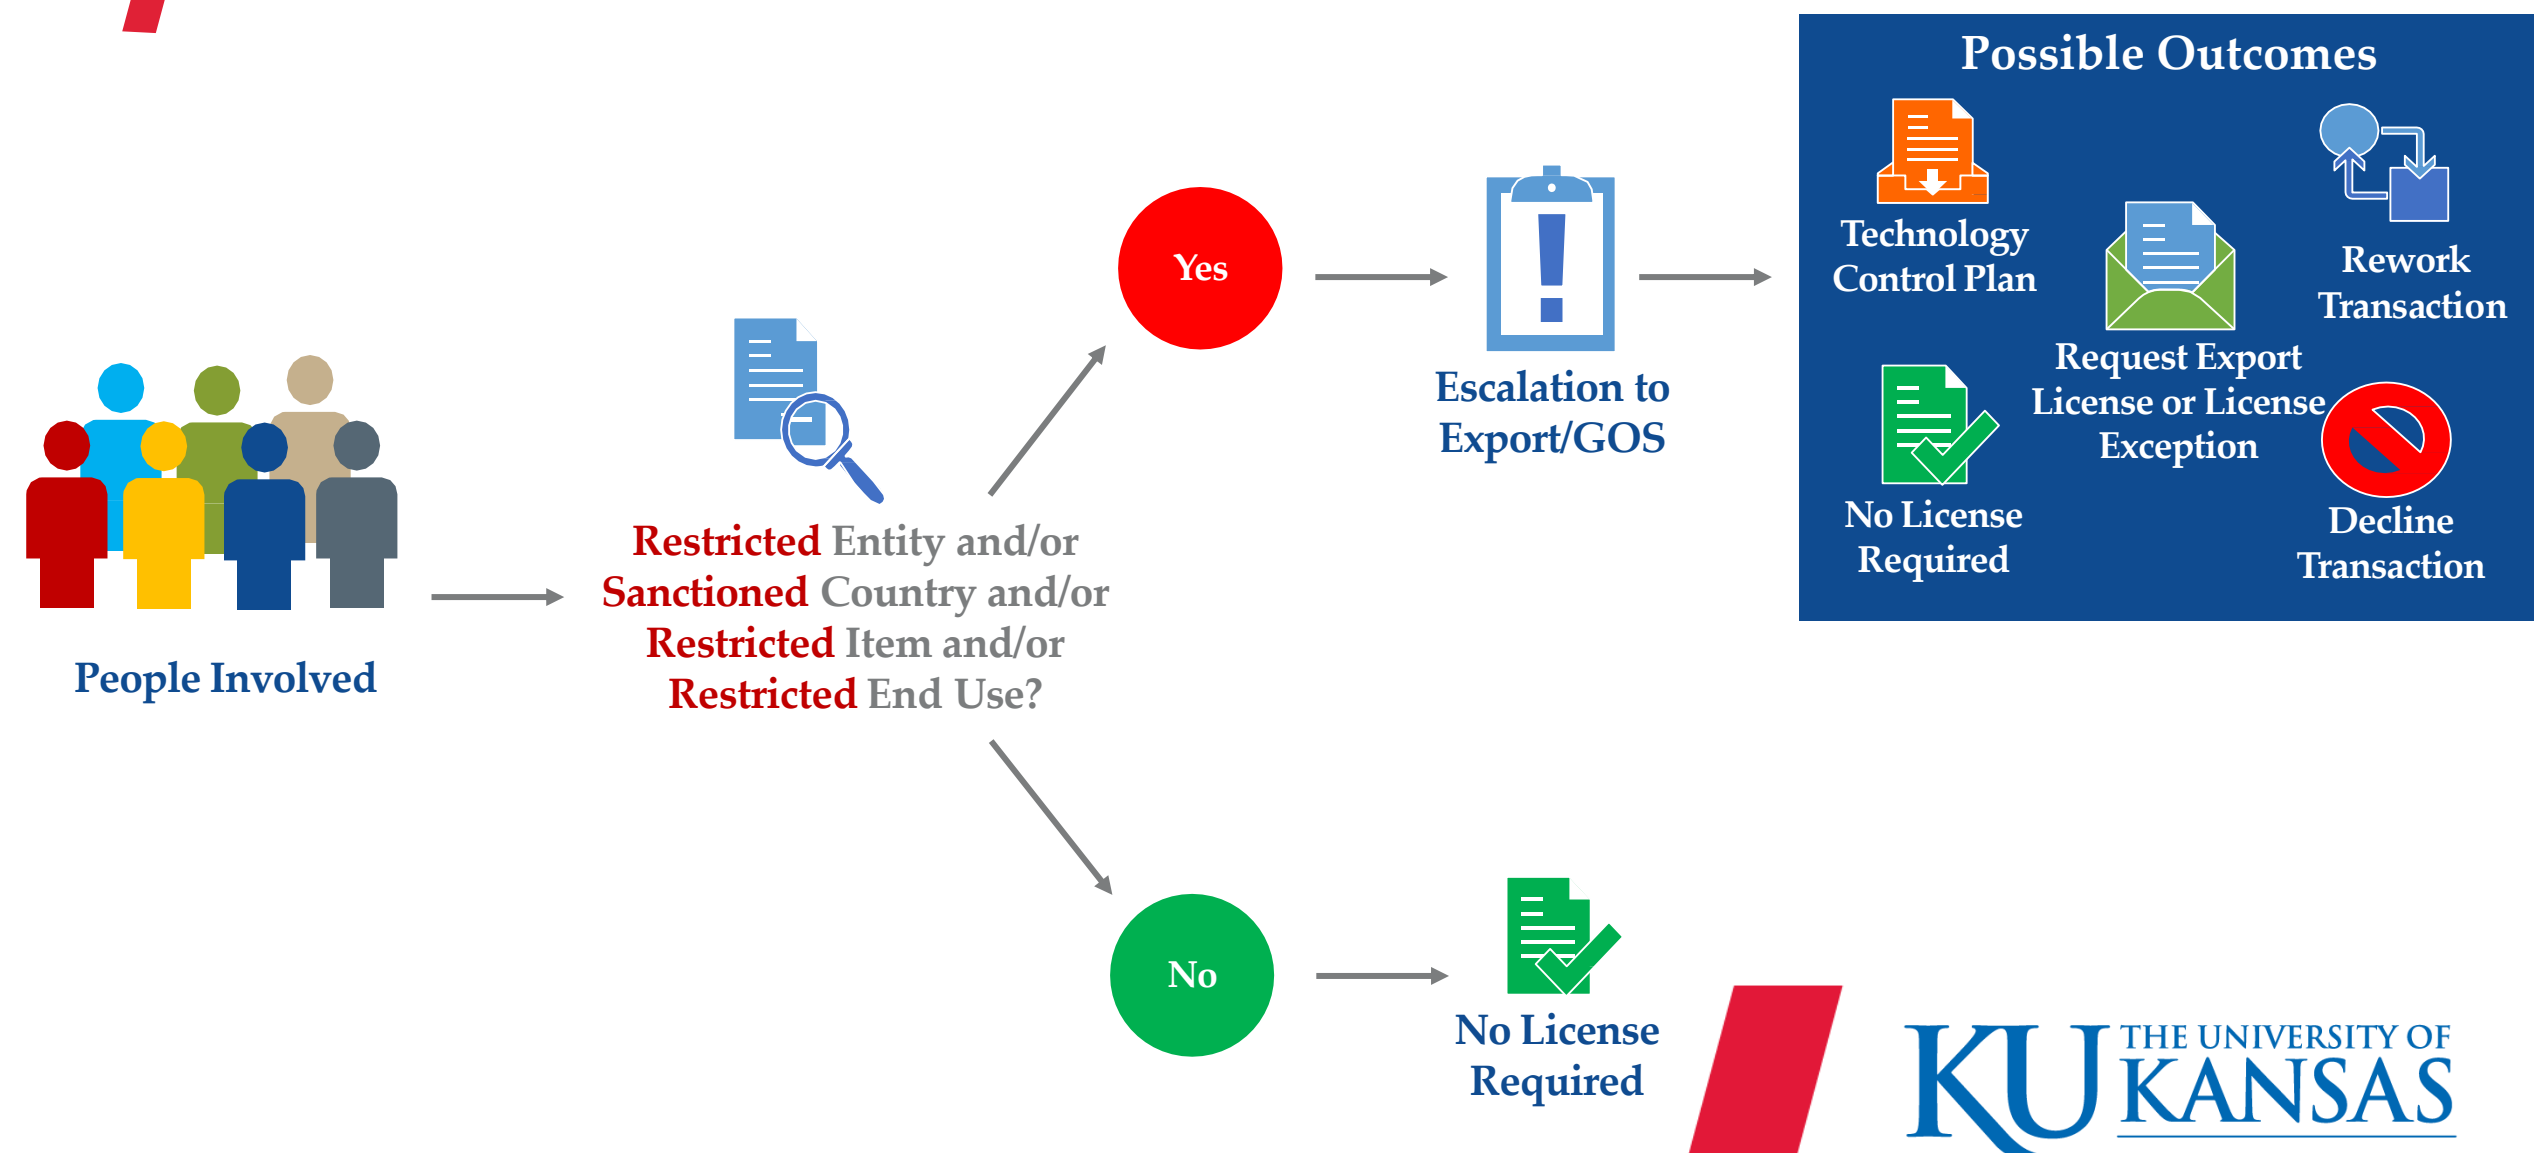 People Involved
Restricted Entity and/or
Sanctioned Country and/or
Restricted Item and/or
Restricted End Use?
Yes
Escalation to
Export/GOS
Possible Outcomes
Technology
Control Plan
Rework
Transaction
Request Export
License or License
Exception
No License
Required
Decline
Transaction
No
No License
Required
KU THE UNIVERSITY OF
KANSAS